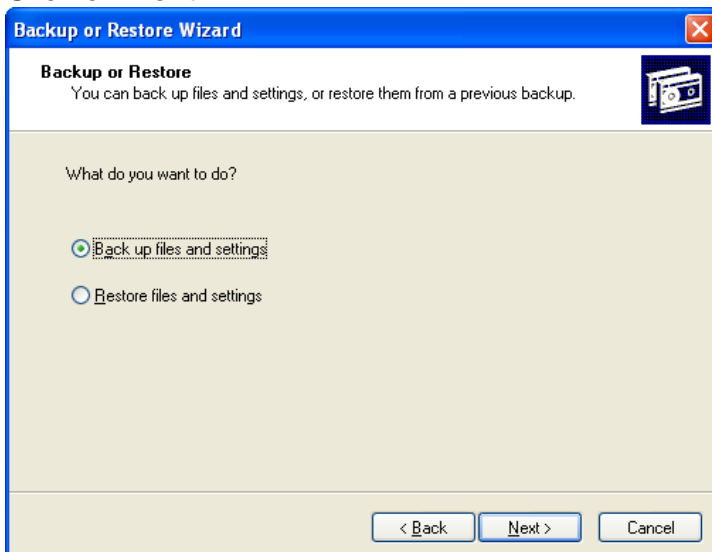 Backup or Restore Wizard
Backup or Restore
You can back up files and settings, or restore them from a previous backup.
What do you want to do?
Back up files and settings
Restore files and settings
< Back Next > Cancel